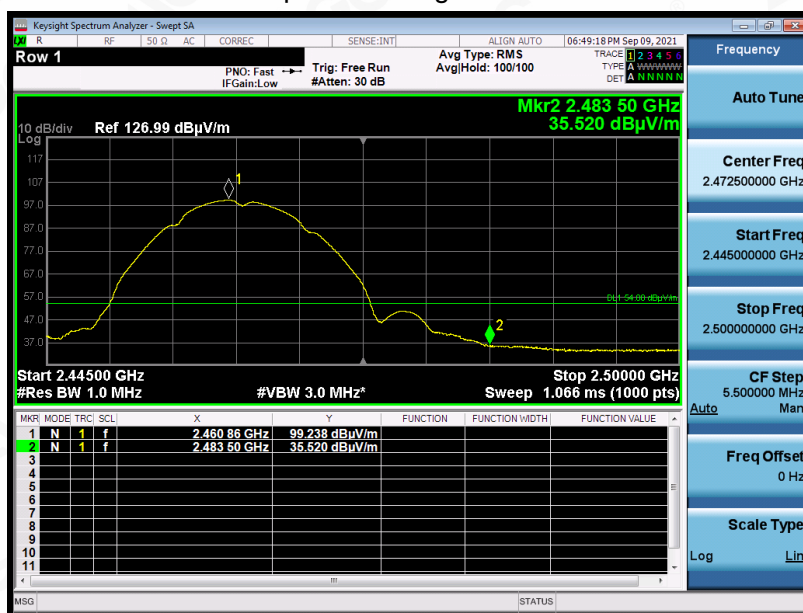 Keysight Spectrum Analyzer - Swept SA
LXI R RF 50 Ω AC CORREC SENSE:INT ALIGN AUTO 06:49:18 PM Sep 09, 2021
Row 1
PNO: Fast
IFGain:Low
Trig: Free Run
#Atten: 30 dB
Avg Type: RMS
Avg|Hold: 100/100
TRACE 1 2 3 4 5 6
TYPE A WWWWW
DET A N N N N N
Mkr2 2.483 50 GHz
35.520 dBµV/m
10 dB/div Ref 126.99 dBµV/m
Log
117
107
97.0
87.0
77.0
67.0
57.0
47.0
37.0
1
2
DL1 54.00 dBµV/m
Start 2.44500 GHz Stop 2.50000 GHz
#Res BW 1.0 MHz #VBW 3.0 MHz* Sweep 1.066 ms (1000 pts)
MKR MODE TRC SCL X Y FUNCTION FUNCTION WIDTH FUNCTION VALUE
1 N 1 f 2.460 86 GHz 99.238 dBµV/m
2 N 1 f 2.483 50 GHz 35.520 dBµV/m
3
4
5
6
7
8
9
10
11
MSG STATUS
Frequency
Auto Tune
Center Freq
2.472500000 GHz
Start Freq
2.445000000 GHz
Stop Freq
2.500000000 GHz
CF Step
5.500000 MHz
Auto Man
Freq Offset
0 Hz
Scale Type
Log Lin